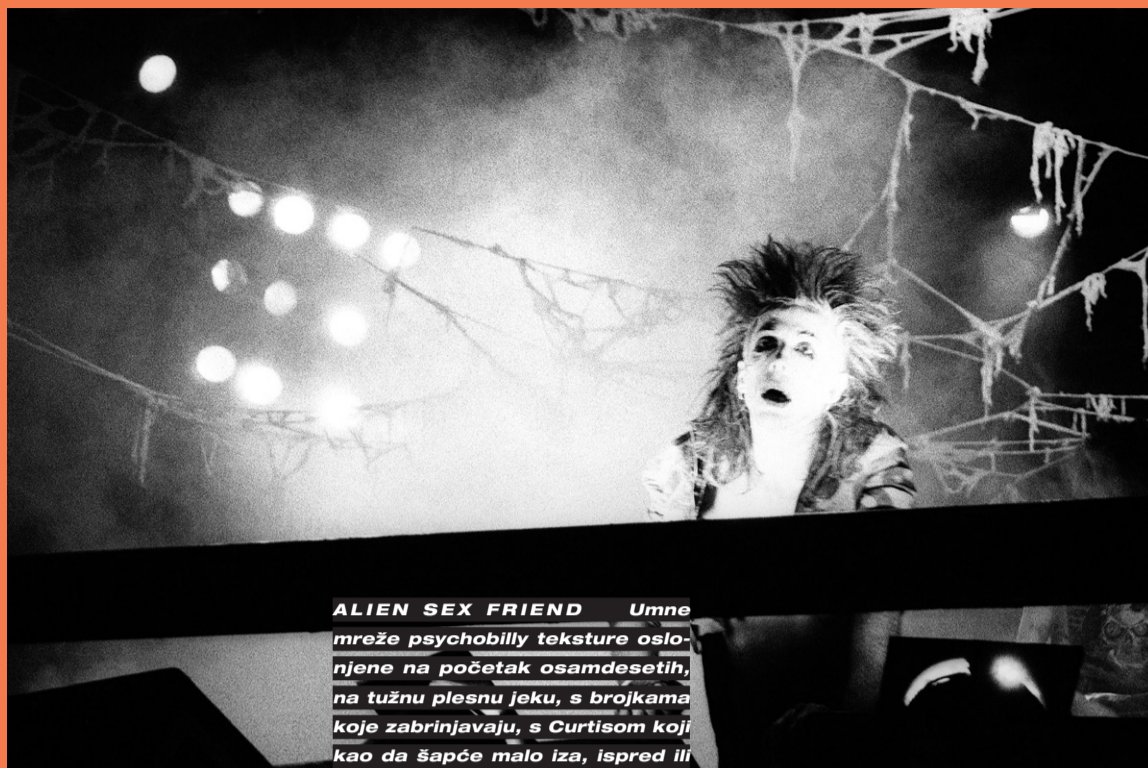 ALIEN SEX FRIEND Umne
mreže psychobilly teksture oslo-
njene na početak osamdesetih,
na tužnu plesnu jeku, s brojkama
koje zabrinjavaju, s Curtisom koji
kao da šapće malo iza, ispred ili